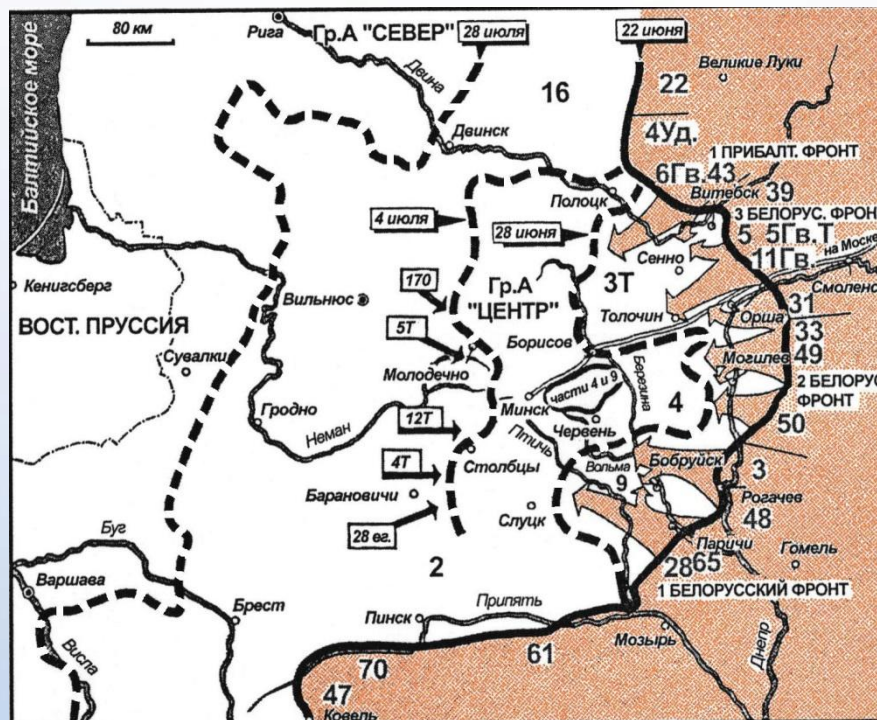 80 км
Рига
Гр.А "СЕВЕР"
28 июля
22 июня
Балтийское море
Двина
16
22
Великие Луки
Двинск
4Уд.
1 ПРИБАЛТ. ФРОНТ
6Гв.
43
Витебск
39
Полоцк
3 БЕЛОРУС. ФРОН
4 июля
28 июня
5
5Гв.Т
11Гв.
на Москв
Сенно
Смоленс
Кенигсберг
Вильнюс
170
Гр.А
"ЦЕНТР"
3Т
31
Толочин
Орша
33
ВОСТ. ПРУССИЯ
5Т
Борисов
Могилев
49
Сувалки
Молодечно
Березина
2 БЕЛОРУС
ФРОНТ
части 4 и 9
4
Минск
Гродно
Неман
12Т
Червень
50
Птичь
Столбцы
Вольма
Бобруйск
3
4Т
9
Рогачев
Барановичи
Слуцк
48
28 ег.
Паричи
Гомель
Буг
2
28
65
Варшава
1 БЕЛОРУССКИЙ ФРОНТ
Брест
Пинск
Припять
Мозырь
Висла
61
Днепр
70
47
Ковель